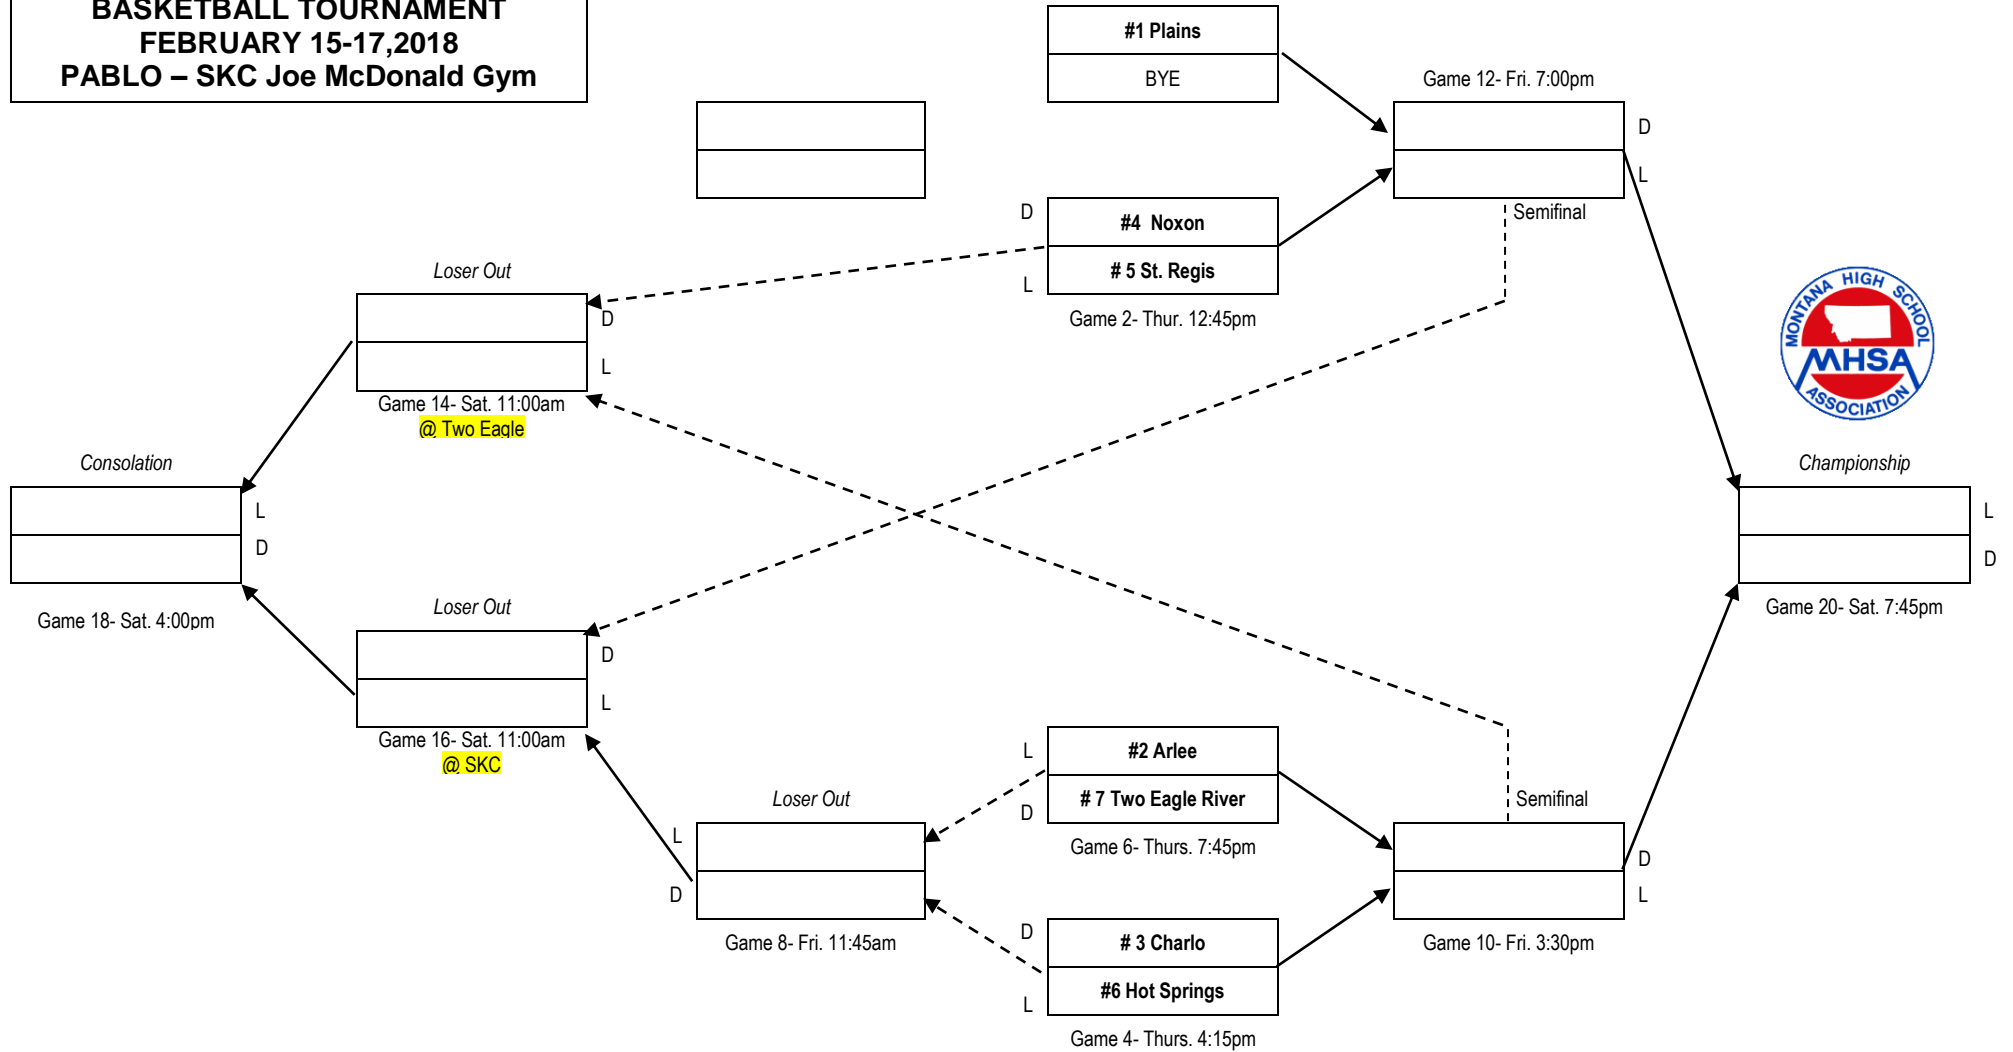 BASKETBALL TOURNAMENT
FEBRUARY 15-17,2018
PABLO – SKC Joe McDonald Gym
#1 Plains
BYE
Game 12- Fri. 7:00pm
D
L
Semifinal
D
#4 Noxon
# 5 St. Regis
L
Game 2- Thur. 12:45pm
Loser Out
D
L
Game 14- Sat. 11:00am
@ Two Eagle
MONTANA HIGH SCHOOL
MHSA
ASSOCIATION
Consolation
L
D
Game 18- Sat. 4:00pm
Championship
L
D
Game 20- Sat. 7:45pm
Loser Out
D
L
Game 16- Sat. 11:00am
@ SKC
L
#2 Arlee
# 7 Two Eagle River
D
Game 6- Thurs. 7:45pm
Loser Out
L
D
Game 8- Fri. 11:45am
Semifinal
D
L
Game 10- Fri. 3:30pm
D
# 3 Charlo
#6 Hot Springs
L
Game 4- Thurs. 4:15pm